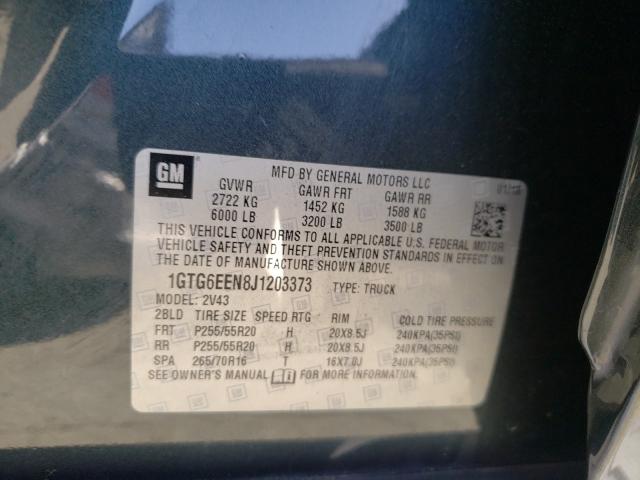 GM
MFD BY GENERAL MOTORS LLC
01/18
GVWR GAWR FRT GAWR RR
2722 KG 1452 KG 1588 KG
6000 LB 3200 LB 3500 LB
THIS VEHICLE CONFORMS TO ALL APPLICABLE U.S. FEDERAL MOTOR
VEHICLE SAFETY AND THEFT PREVENTION STANDARDS IN EFFECT ON
THE DATE OF MANUFACTURE SHOWN ABOVE.
1GTG6EEN8J1203373 TYPE: TRUCK
MODEL: 2V43
2BLD TIRE SIZE SPEED RTG RIM COLD TIRE PRESSURE
FRT P255/55R20 H 20X8.5J 240KPA(35PSI)
RR P255/55R20 H 20X8.5J 240KPA(35PSI)
SPA 265/70R16 T 16X7.0J 240KPA(35PSI)
SEE OWNER'S MANUAL FOR MORE INFORMATION.